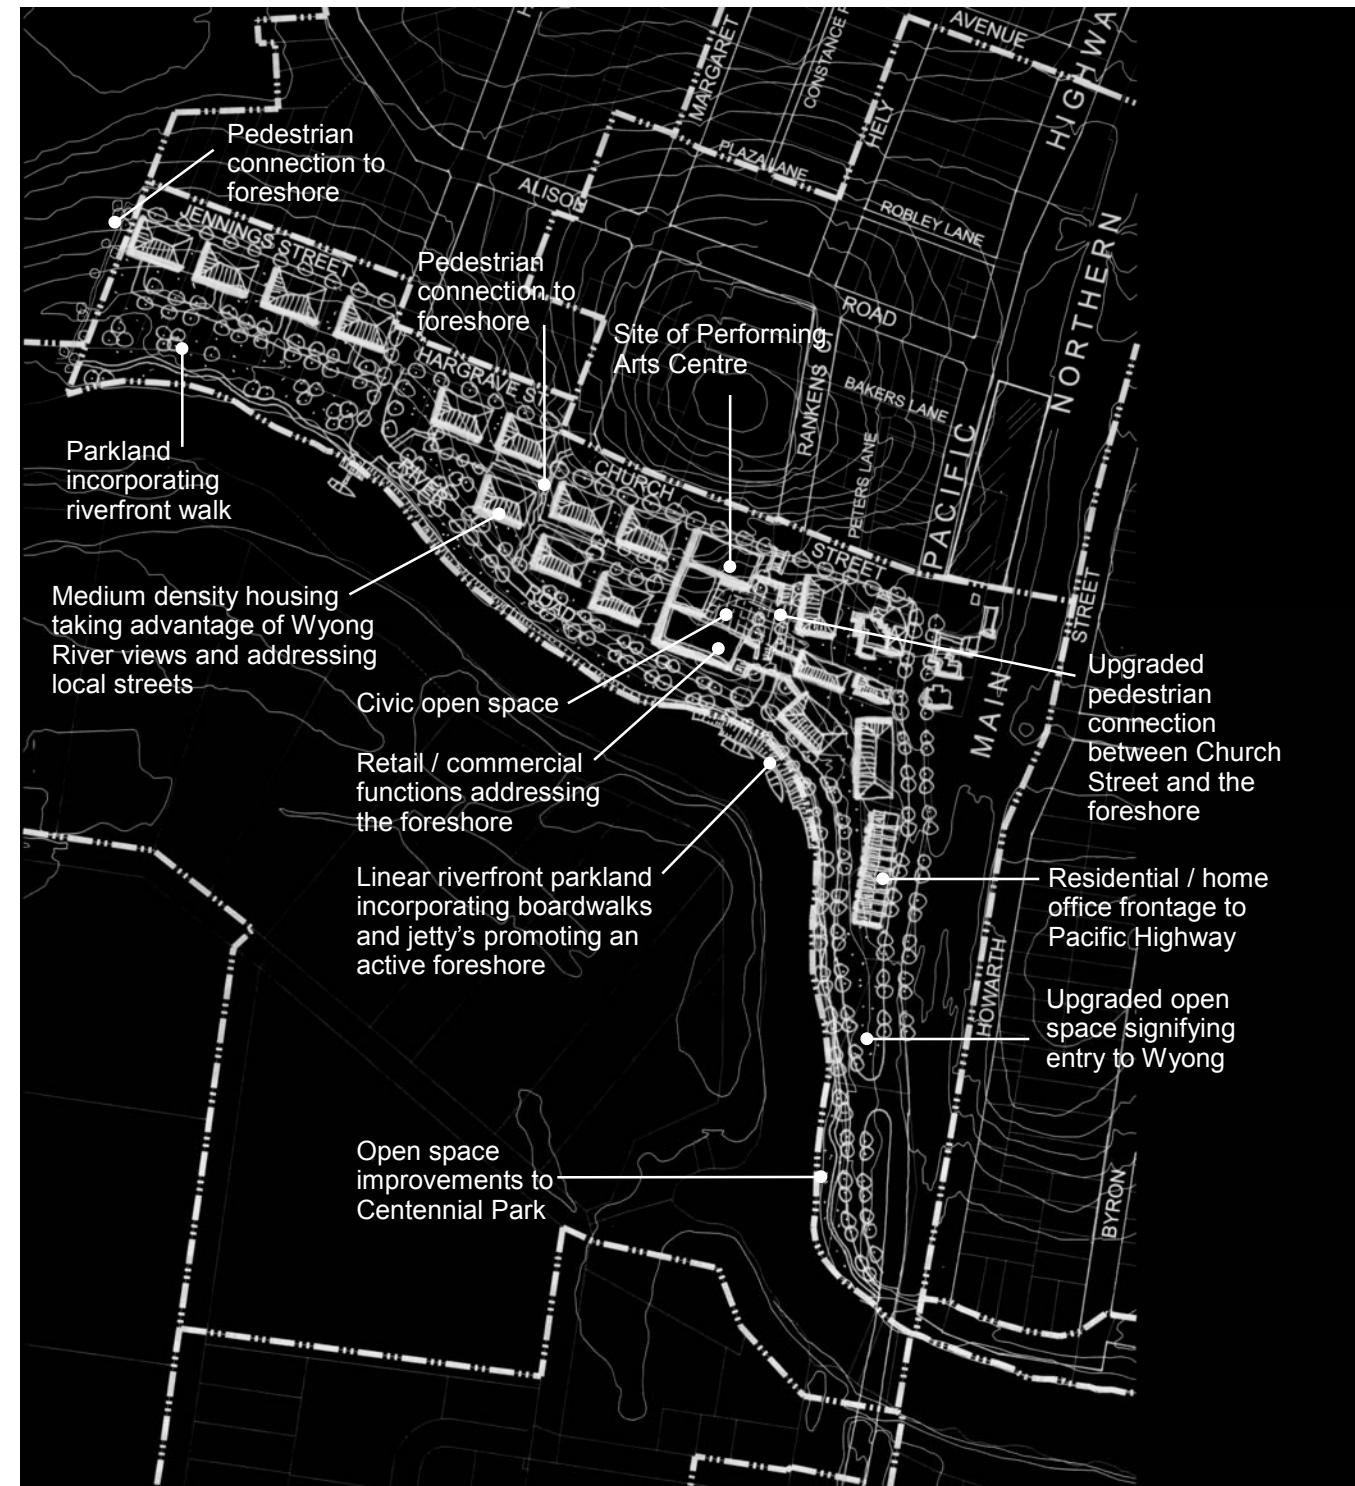 AVENUE
HIGHWA
MARGARET
CONSTANCE
HELY
PLAZA LANE
Pedestrian
connection to
foreshore
ALISON
ROBLEY LANE
JENNINGS STREET
NORTHERN
Pedestrian
connection to
foreshore
ROAD
Site of Performing
Arts Centre
HARGRAVE ST
RANKENS CT
BAKERS LANE
PACIFIC
Parkland
incorporating
riverfront walk
RIVER
CHURCH
PETERS LANE
STREET
STREET
Medium density housing
taking advantage of Wyong
River views and addressing
local streets
ROAD
Upgraded
pedestrian
connection
between Church
Street and the
foreshore
Civic open space
MAIN
Retail / commercial
functions addressing
the foreshore
Linear riverfront parkland
incorporating boardwalks
and jetty's promoting an
active foreshore
Residential / home
office frontage to
Pacific Highway
HOWARTH
Upgraded open
space signifying
entry to Wyong
Open space
improvements to
Centennial Park
BYRON